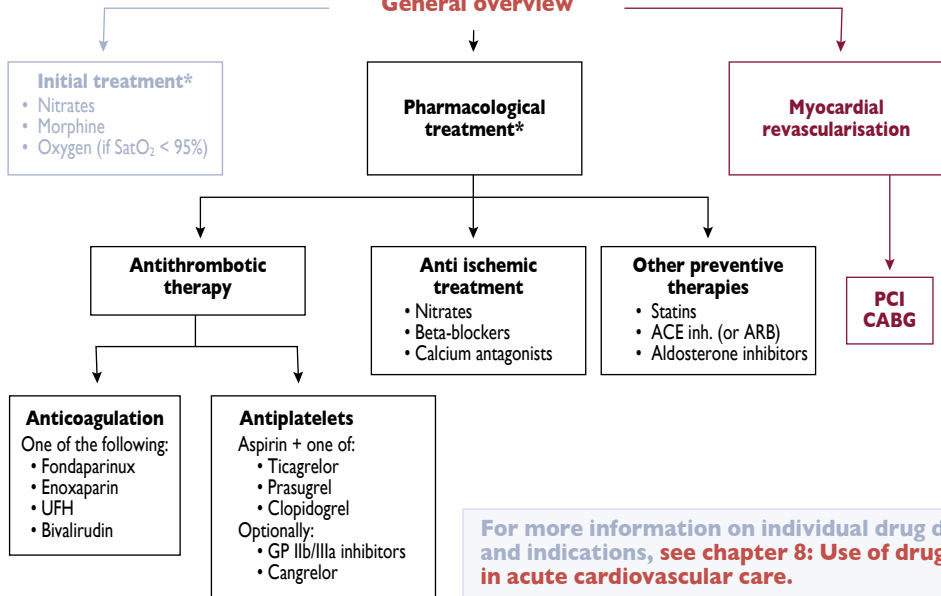 General overview
Initial treatment*
• Nitrates
• Morphine
• Oxygen (if SatO₂ < 95%)
Pharmacological
treatment*
Myocardial
revascularisation
Antithrombotic
therapy
Anti ischemic
treatment
• Nitrates
• Beta-blockers
• Calcium antagonists
Other preventive
therapies
• Statins
• ACE inh. (or ARB)
• Aldosterone inhibitors
PCI
CABG
Anticoagulation
One of the following:
• Fondaparinux
• Enoxaparin
• UFH
• Bivalirudin
Antiplatelets
Aspirin + one of:
• Ticagrelor
• Prasugrel
• Clopidogrel
Optionally:
• GP IIb/IIIa inhibitors
• Cangrelor
For more information on individual drug
and indications, see chapter 8: Use of
in acute cardiovascular care.